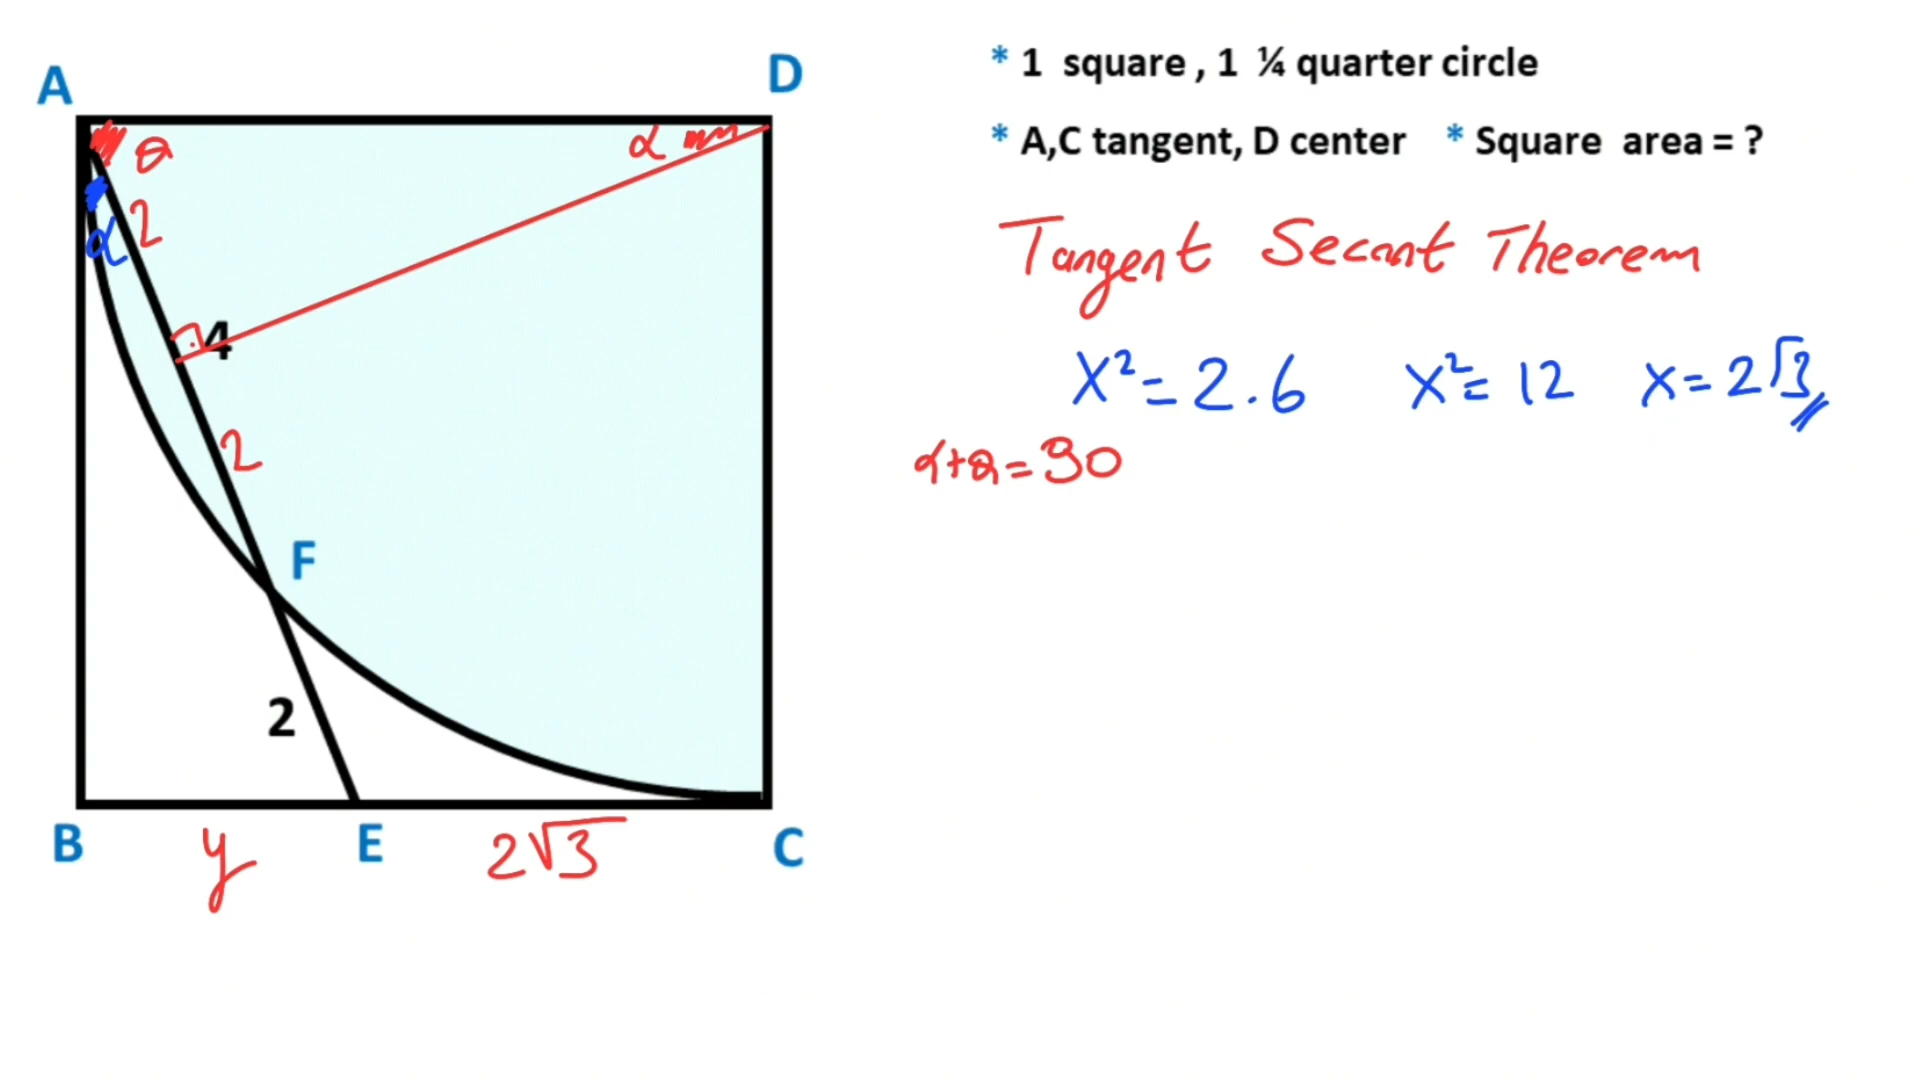 A
D
* 1 square , 1 ¼ quarter circle
* A,C tangent, D center * Square area = ?
θ
α
α
2
Tangent Secant Theorem
4
x²= 2.6 x²= 12 x= 2√3
2
α+θ=90
F
2
B
E
C
y
2√3